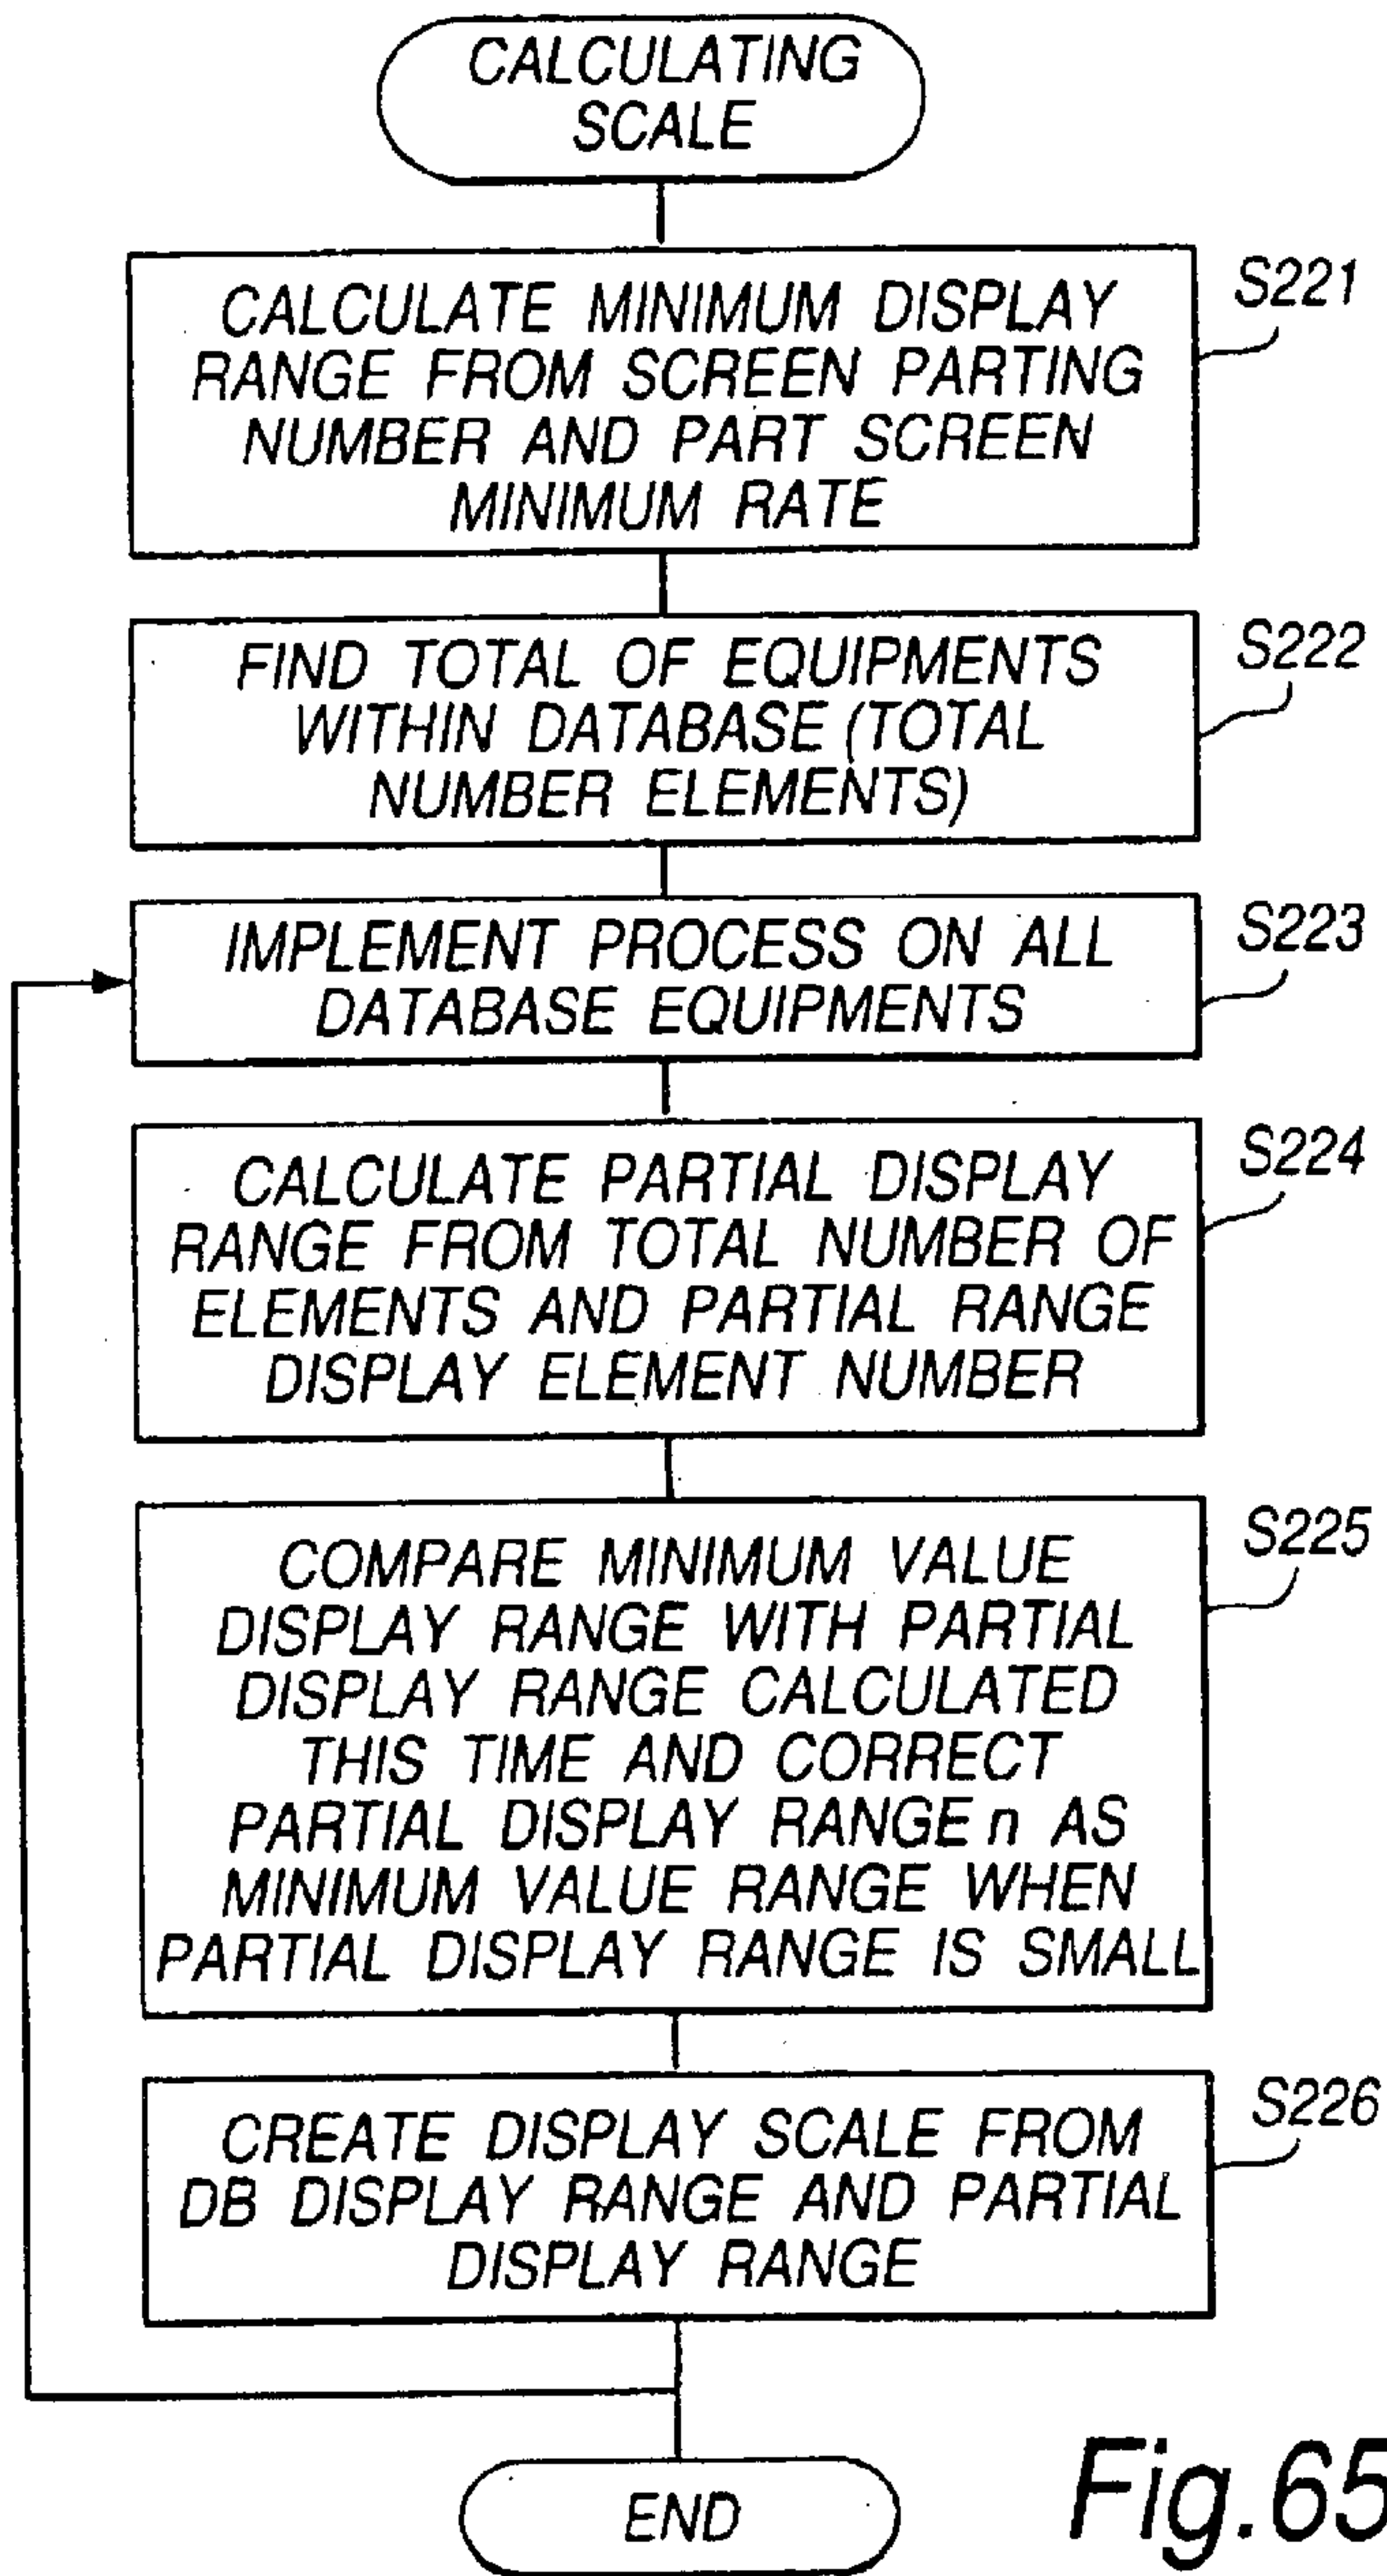 CALCULATING
SCALE
CALCULATE MINIMUM DISPLAY
RANGE FROM SCREEN PARTING
NUMBER AND PART SCREEN
MINIMUM RATE
S221
FIND TOTAL OF EQUIPMENTS
WITHIN DATABASE (TOTAL
NUMBER ELEMENTS)
S222
IMPLEMENT PROCESS ON ALL
DATABASE EQUIPMENTS
S223
CALCULATE PARTIAL DISPLAY
RANGE FROM TOTAL NUMBER OF
ELEMENTS AND PARTIAL RANGE
DISPLAY ELEMENT NUMBER
S224
COMPARE MINIMUM VALUE
DISPLAY RANGE WITH PARTIAL
DISPLAY RANGE CALCULATED
THIS TIME AND CORRECT
PARTIAL DISPLAY RANGE n AS
MINIMUM VALUE RANGE WHEN
PARTIAL DISPLAY RANGE IS SMALL
S225
CREATE DISPLAY SCALE FROM
DB DISPLAY RANGE AND PARTIAL
DISPLAY RANGE
S226
END
Fig.65